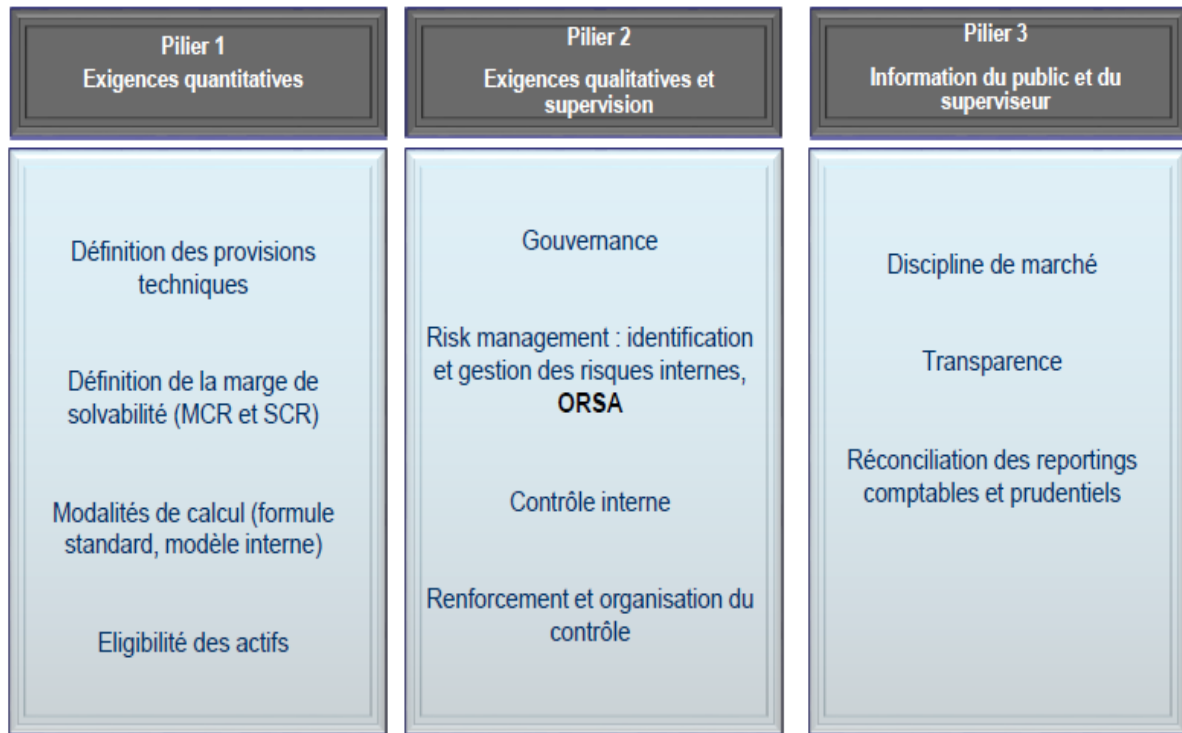 Pilier 1
Exigences quantitatives
Définition des provisions
techniques
Définition de la marge de
solvabilité (MCR et SCR)
Modalités de calcul (formule
standard, modèle interne)
Eligibilité des actifs
Pilier 2
Exigences qualitatives et
supervision
Gouvernance
Risk management : identification
et gestion des risques internes,
ORSA
Contrôle interne
Renforcement et organisation du
contrôle
Pilier 3
Information du public et du
superviseur
Discipline de marché
Transparence
Réconciliation des reportings
comptables et prudentiels